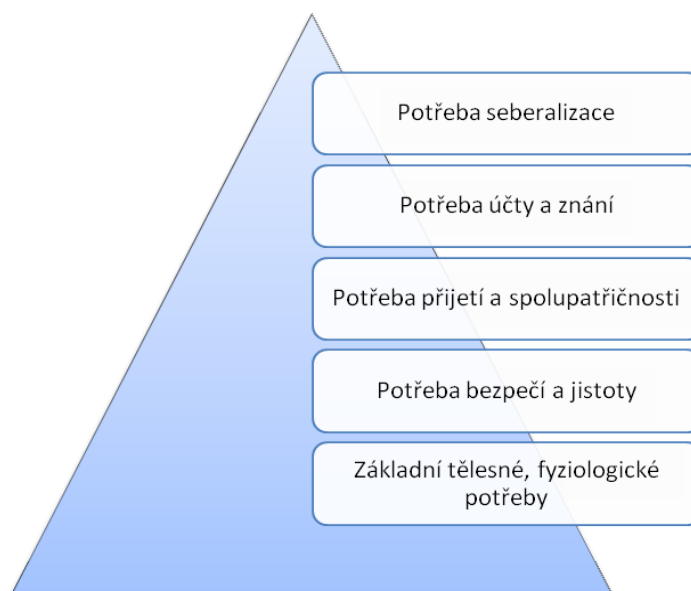 Potřeba seberalizace
Potřeba účty a znání
Potřeba přijetí a spolupatřičnosti
Potřeba bezpečí a jistoty
Základní tělesné, fyziologické
potřeby